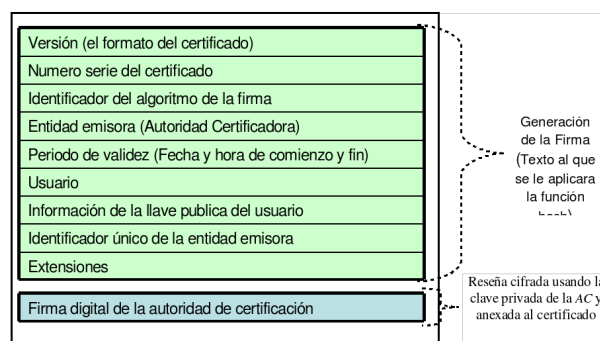 Versión (el formato del certificado)
Numero serie del certificado
Identificador del algoritmo de la firma
Entidad emisora (Autoridad Certificadora)
Periodo de validez (Fecha y hora de comienzo y fin)
Usuario
Información de la llave publica del usuario
Identificador único de la entidad emisora
Extensiones
Firma digital de la autoridad de certificación
Generación
de la Firma
(Texto al que
se le aplicara
la función
Reseña cifrada usando la
clave privada de la AC y
anexada al certificado